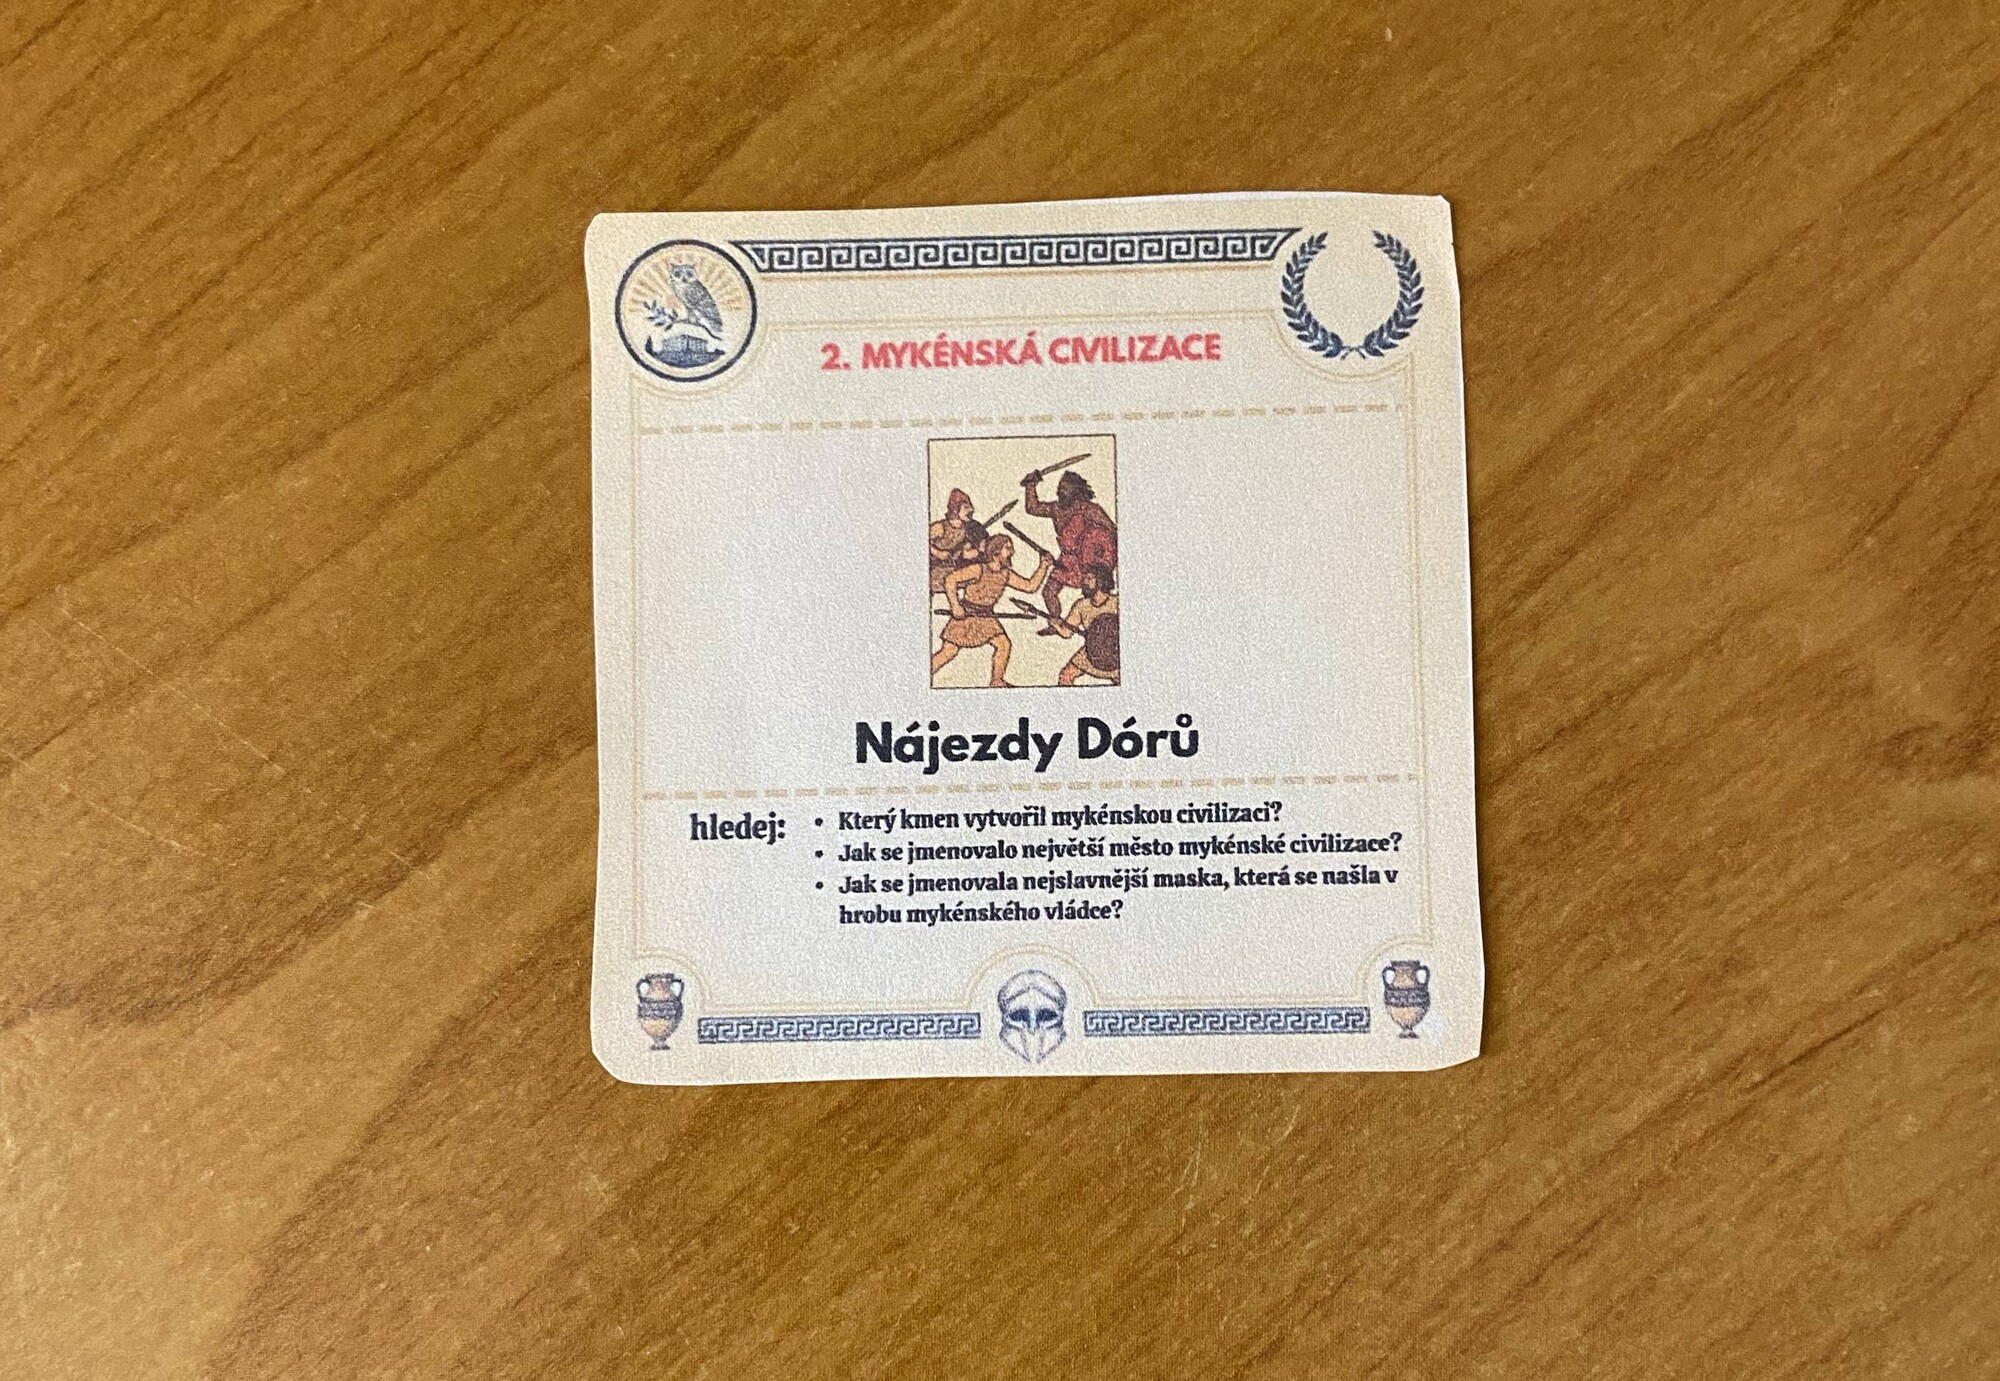 2. MYKÉNSKÁ CIVILIZACE
Nájezdy Dórů
hledej:
• Který kmen vytvořil mykénskou civilizaci?
• Jak se jmenovalo největší město mykénské civilizace?
• Jak se jmenovala nejslavnější maska, která se našla v
hrobu mykénského vládce?